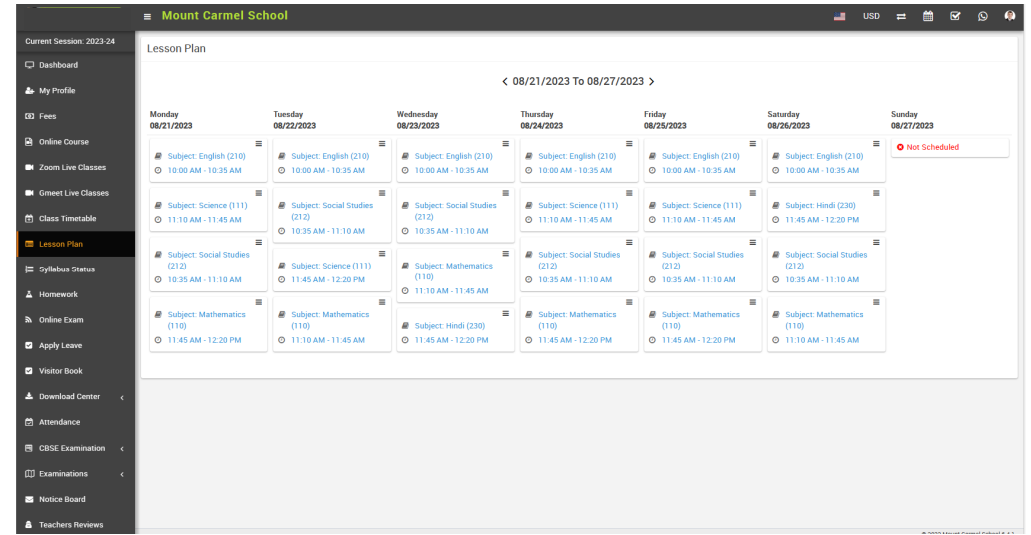 Mount Carmel School
USD
Current Session: 2023-24
Dashboard
My Profile
Fees
Online Course
Zoom Live Classes
Gmeet Live Classes
Class Timetable
Lesson Plan
Syllabus Status
Homework
Online Exam
Apply Leave
Visitor Book
Download Center
Attendance
CBSE Examination
Examinations
Notice Board
Teachers Reviews
Lesson Plan
08/21/2023 To 08/27/2023
Monday
08/21/2023
Subject: English (210)
10:00 AM - 10:35 AM
Subject: Science (111)
11:10 AM - 11:45 AM
Subject: Social Studies
(212)
10:35 AM - 11:10 AM
Subject: Mathematics
(110)
11:45 AM - 12:20 PM
Tuesday
08/22/2023
Subject: English (210)
10:00 AM - 10:35 AM
Subject: Social Studies
(212)
10:35 AM - 11:10 AM
Subject: Science (111)
11:45 AM - 12:20 PM
Subject: Mathematics
(110)
11:10 AM - 11:45 AM
Wednesday
08/23/2023
Subject: English (210)
10:00 AM - 10:35 AM
Subject: Social Studies
(212)
10:35 AM - 11:10 AM
Subject: Mathematics
(110)
11:10 AM - 11:45 AM
Subject: Hindi (230)
11:45 AM - 12:20 PM
Thursday
08/24/2023
Subject: English (210)
10:00 AM - 10:35 AM
Subject: Science (111)
11:10 AM - 11:45 AM
Subject: Social Studies
(212)
10:35 AM - 11:10 AM
Subject: Mathematics
(110)
11:45 AM - 12:20 PM
Friday
08/25/2023
Subject: English (210)
10:00 AM - 10:35 AM
Subject: Science (111)
11:10 AM - 11:45 AM
Subject: Social Studies
(212)
10:35 AM - 11:10 AM
Subject: Mathematics
(110)
11:45 AM - 12:20 PM
Saturday
08/26/2023
Subject: English (210)
10:00 AM - 10:35 AM
Subject: Hindi (230)
11:45 AM - 12:20 PM
Subject: Social Studies
(212)
10:35 AM - 11:10 AM
Subject: Mathematics
(110)
11:10 AM - 11:45 AM
Sunday
08/27/2023
Not Scheduled